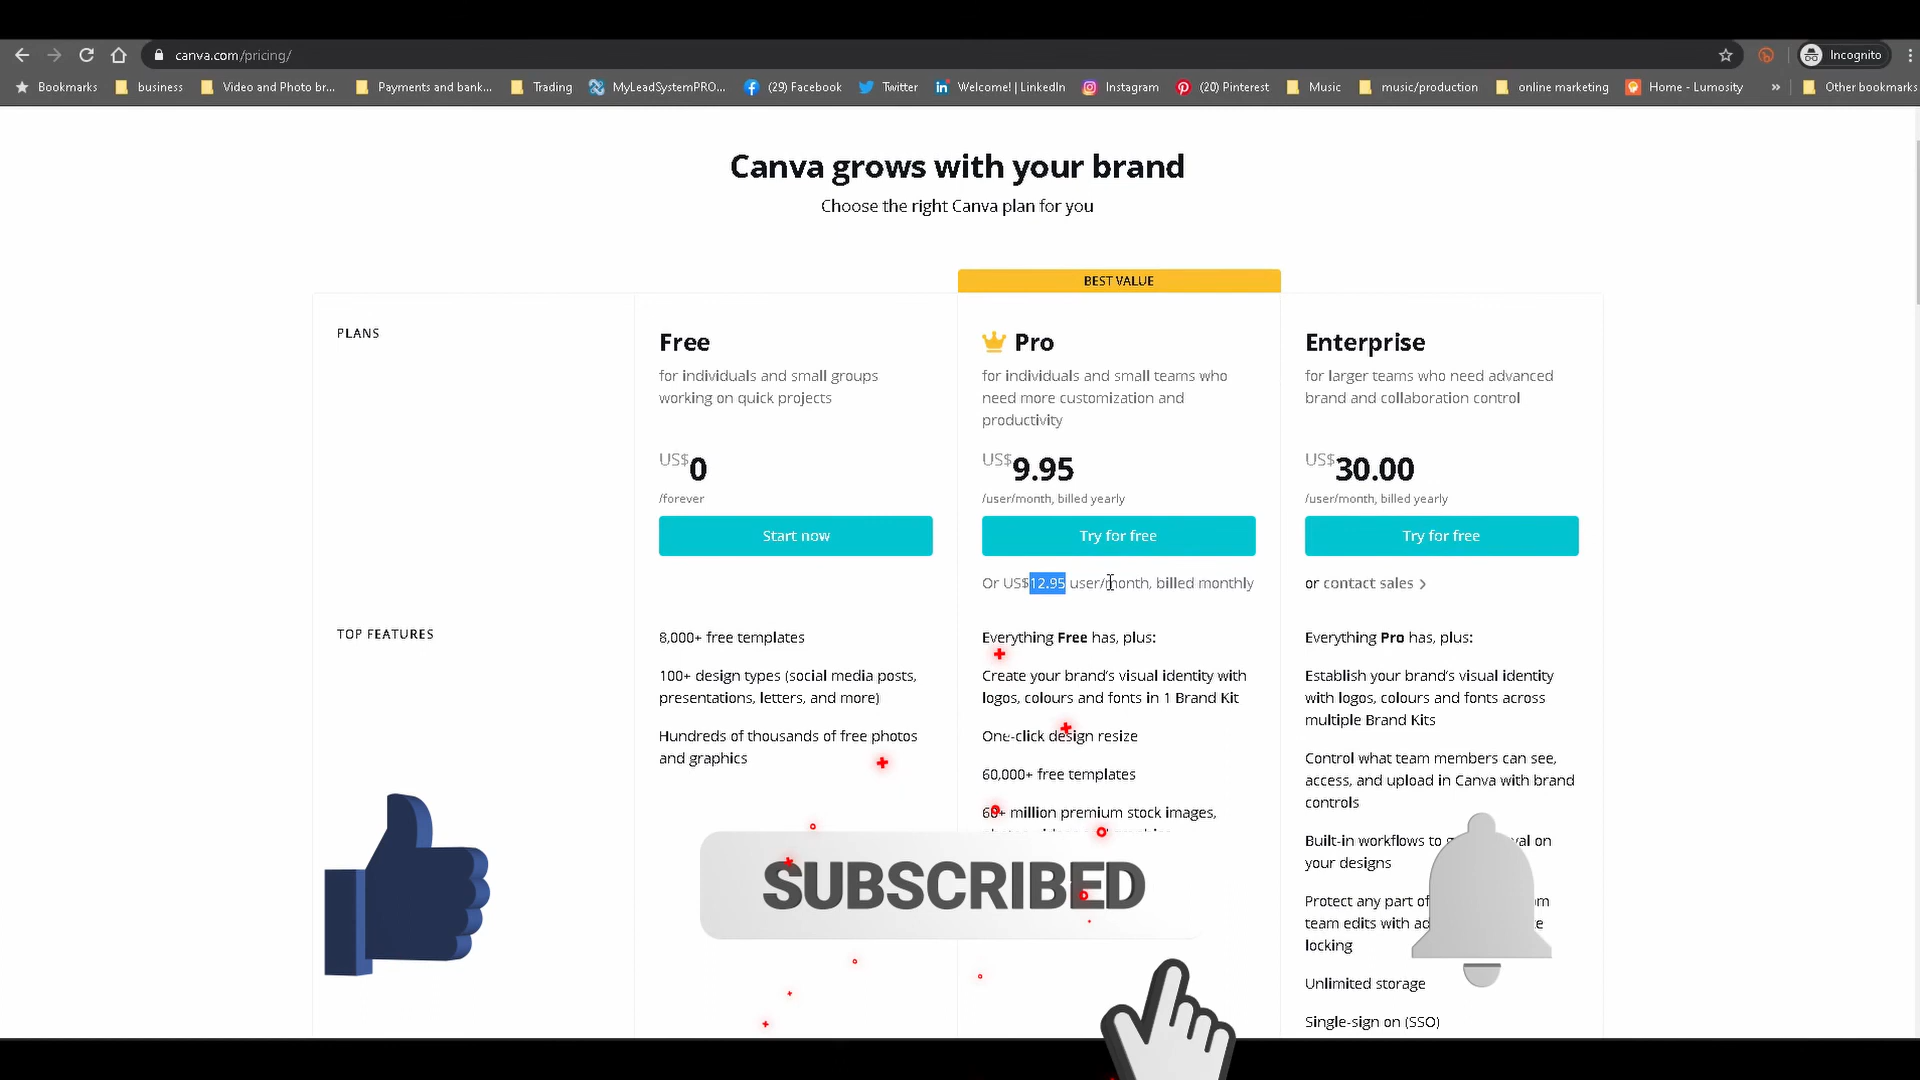 canva.com/pricing/
Incognito
Bookmarks
business
Video and Photo br...
Payments and bank...
Trading
MyLeadSystemPRO...
(29) Facebook
Twitter
Welcome! | LinkedIn
Instagram
(20) Pinterest
Music
music/production
online marketing
Home - Lumosity
»
Other bookmarks
Canva grows with your brand
Choose the right Canva plan for you
BEST VALUE
PLANS
Free
for individuals and small groups
working on quick projects
US$0
/forever
Start now
Pro
for individuals and small teams who
need more customization and
productivity
US$9.95
/user/month, billed yearly
Try for free
Or US$12.95 user/month, billed monthly
Enterprise
for larger teams who need advanced
brand and collaboration control
US$30.00
/user/month, billed yearly
Try for free
or contact sales
TOP FEATURES
8,000+ free templates
100+ design types (social media posts,
presentations, letters, and more)
Hundreds of thousands of free photos
and graphics
Everything Free has, plus:
Create your brand's visual identity with
logos, colours and fonts in 1 Brand Kit
One-click design resize
60,000+ free templates
60+ million premium stock images,
Everything Pro has, plus:
Establish your brand's visual identity
with logos, colours and fonts across
multiple Brand Kits
Control what team members can see,
access, and upload in Canva with brand
controls
Built-in workflows to on
your designs
Protect any part of
team edits with
locking
Unlimited storage
Single-sign on (SSO)
SUBSCRIBED